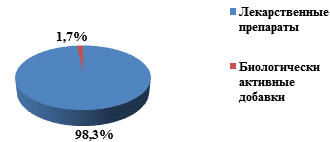 1,7%
98,3%
Лекарственные
препараты
Биологически
активные
добавки